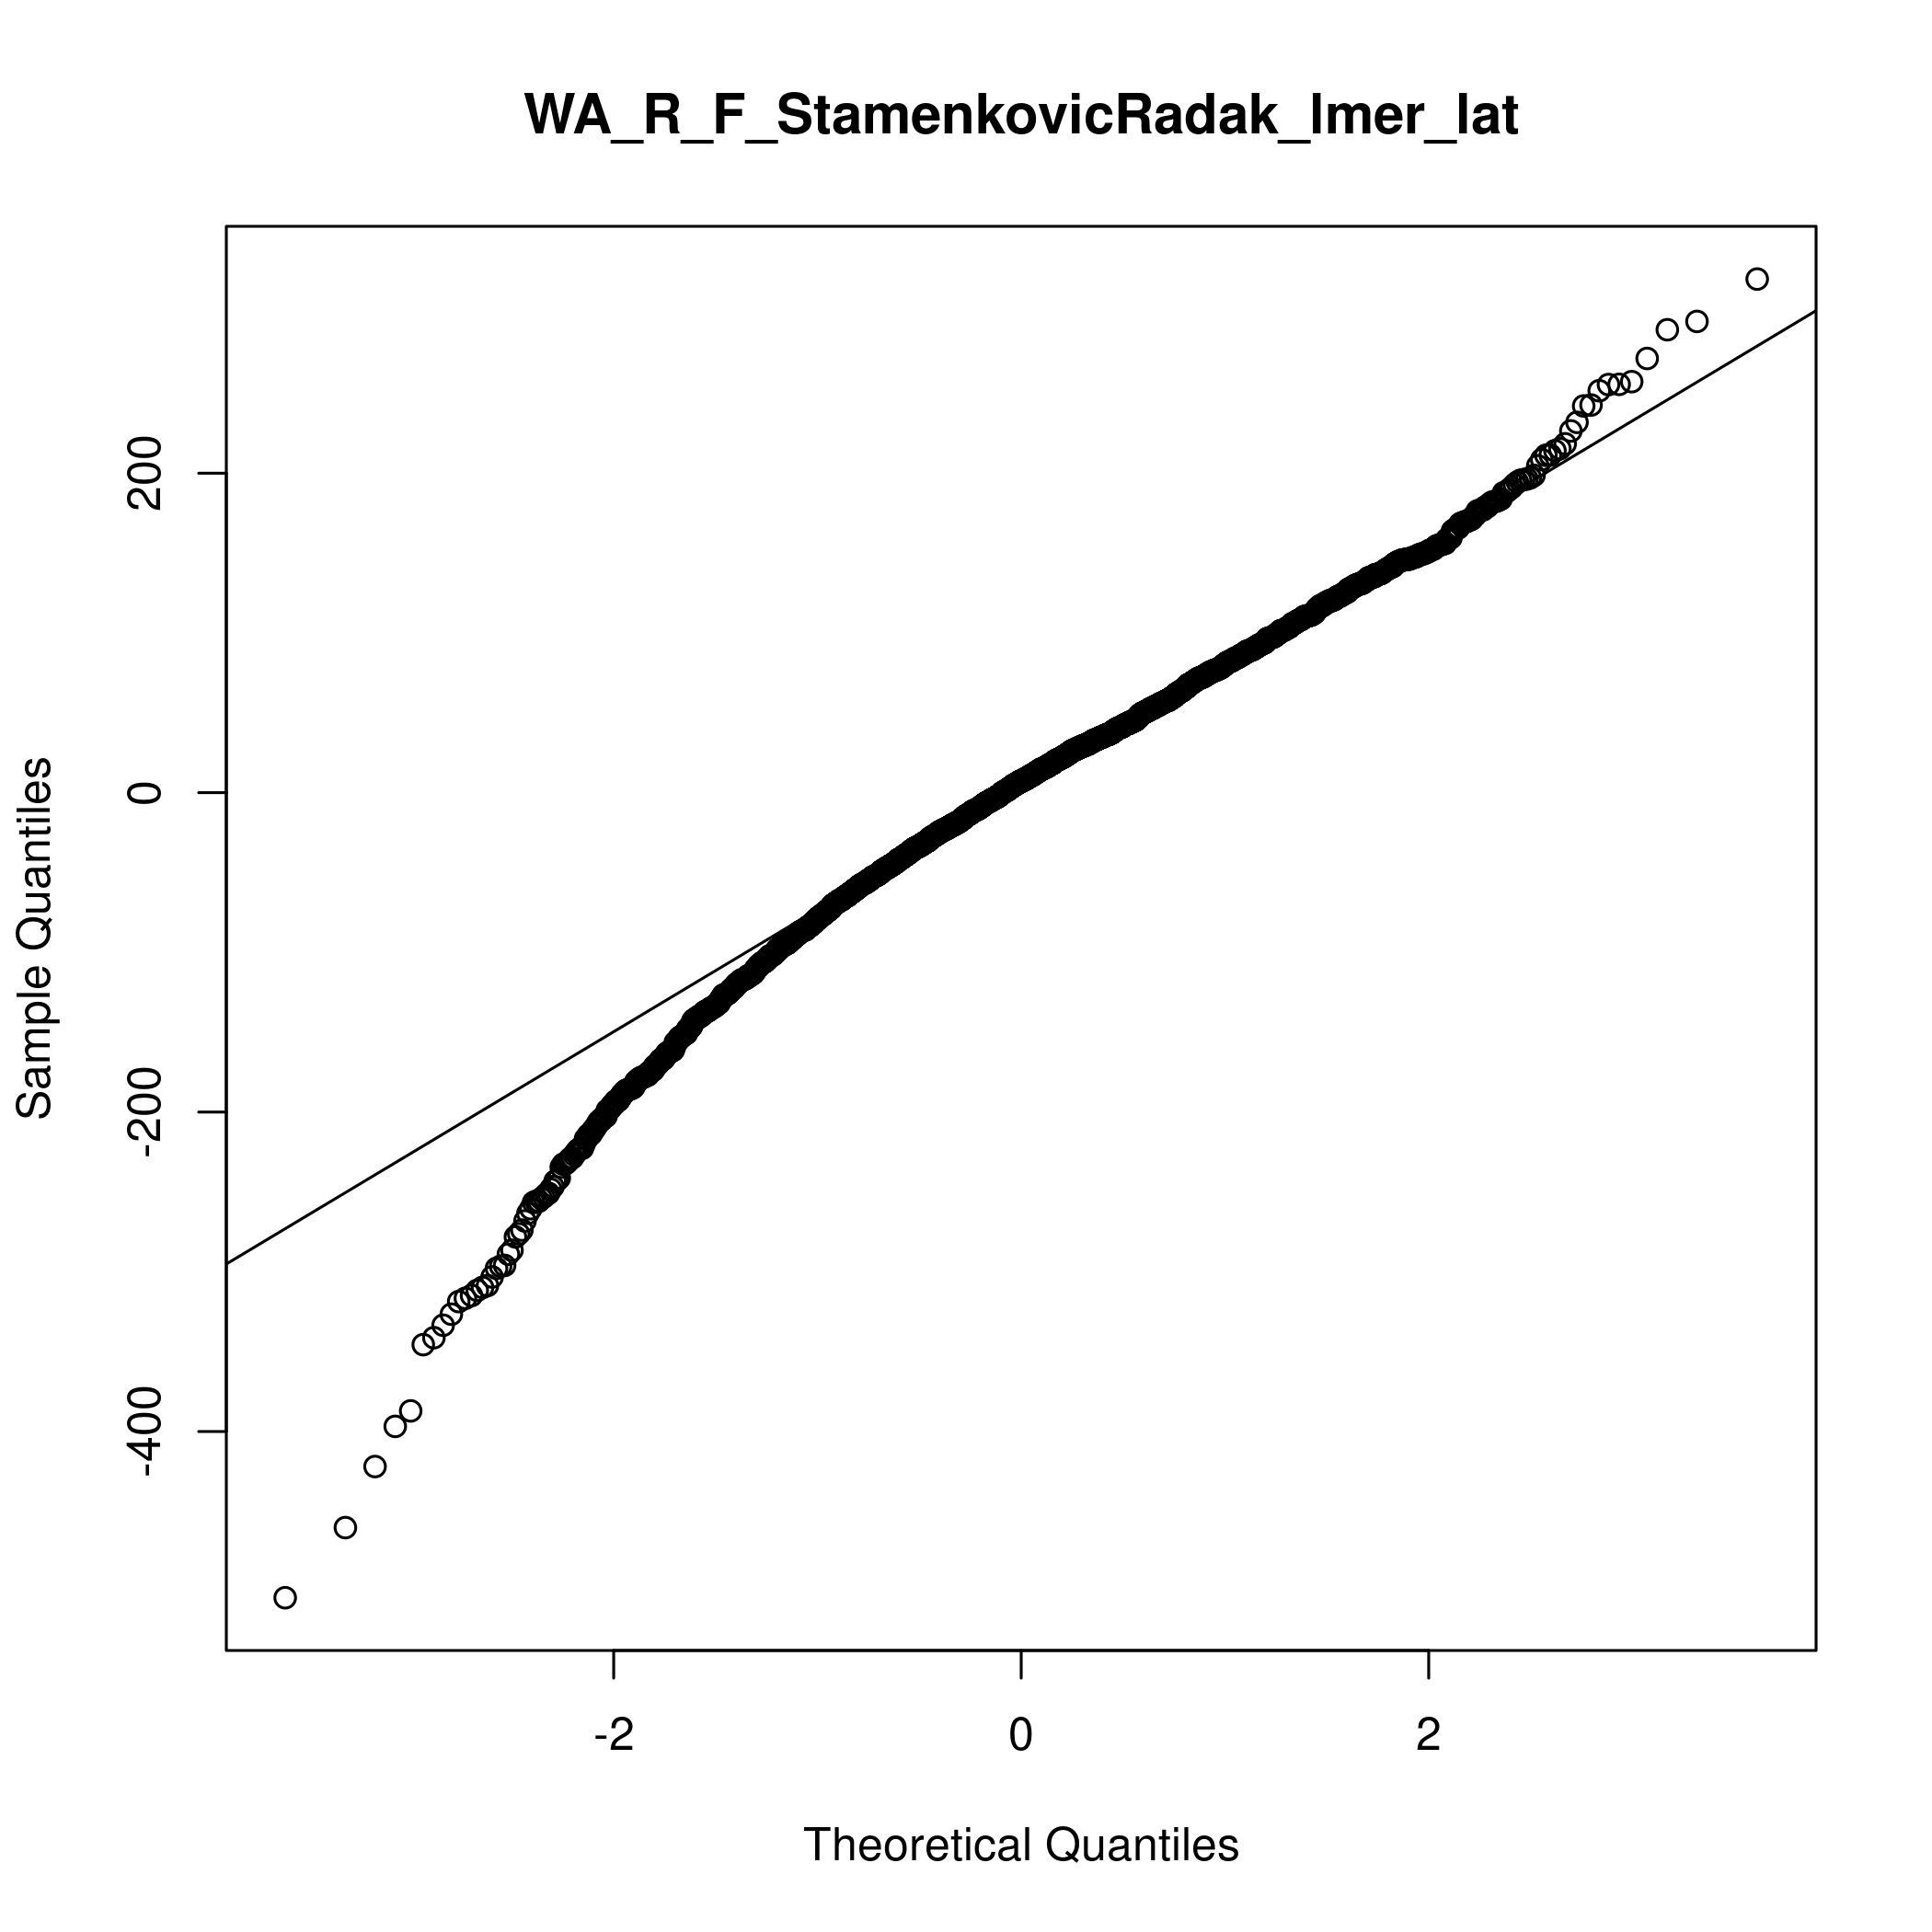 WA_R_F_StamenkovicRadak_lmer_lat
Sample Quantiles
200
0
-200
-400
-2 0 2
Theoretical Quantiles